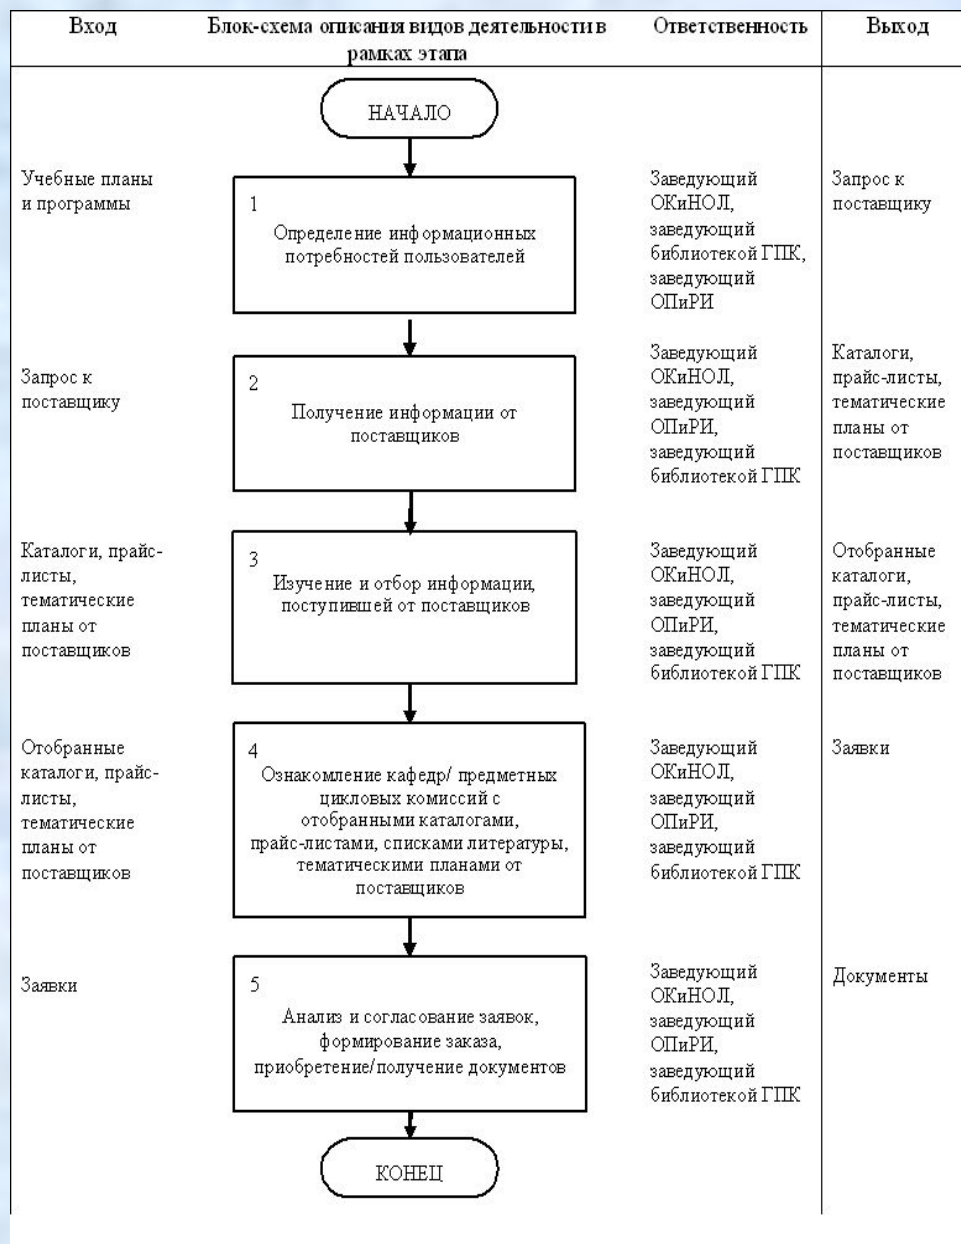 Вход
Блок-схема описания видов деятельности в
рамках этапа
Ответственность
Выход
НАЧАЛО
Учебные планы
и программы
1
Определение информационных
потребностей пользователей
Заведующий
ОКиНОЛ,
заведующий
библиотекой ГПК,
заведующий
ОПиРИ
Запрос к
поставщику
Запрос к
поставщику
2
Получение информации от
поставщиков
Заведующий
ОКиНОЛ,
заведующий
ОПиРИ,
заведующий
библиотекой ГПК
Каталоги,
прайс-листы,
тематические
планы от
поставщиков
Каталоги, прайс-
листы,
тематические
планы от
поставщиков
3
Изучение и отбор информации,
поступившей от поставщиков
Заведующий
ОКиНОЛ,
заведующий
ОПиРИ,
заведующий
библиотекой ГПК
Отобранные
каталоги,
прайс-листы,
тематические
планы от
поставщиков
Отобранные
каталоги, прайс-
листы,
тематические
планы от
поставщиков
4
Ознакомление кафедр/ предметных
цикловых комиссий с
отобранными каталогами,
прайс-листами, списками литературы,
тематическими планами от
поставщиков
Заведующий
ОКиНОЛ,
заведующий
ОПиРИ,
заведующий
библиотекой ГПК
Заявки
Заявки
5
Анализ и согласование заявок,
формирование заказа,
приобретение/получение документов
Заведующий
ОКиНОЛ,
заведующий
ОПиРИ,
заведующий
библиотекой ГПК
Документы
КОНЕЦ